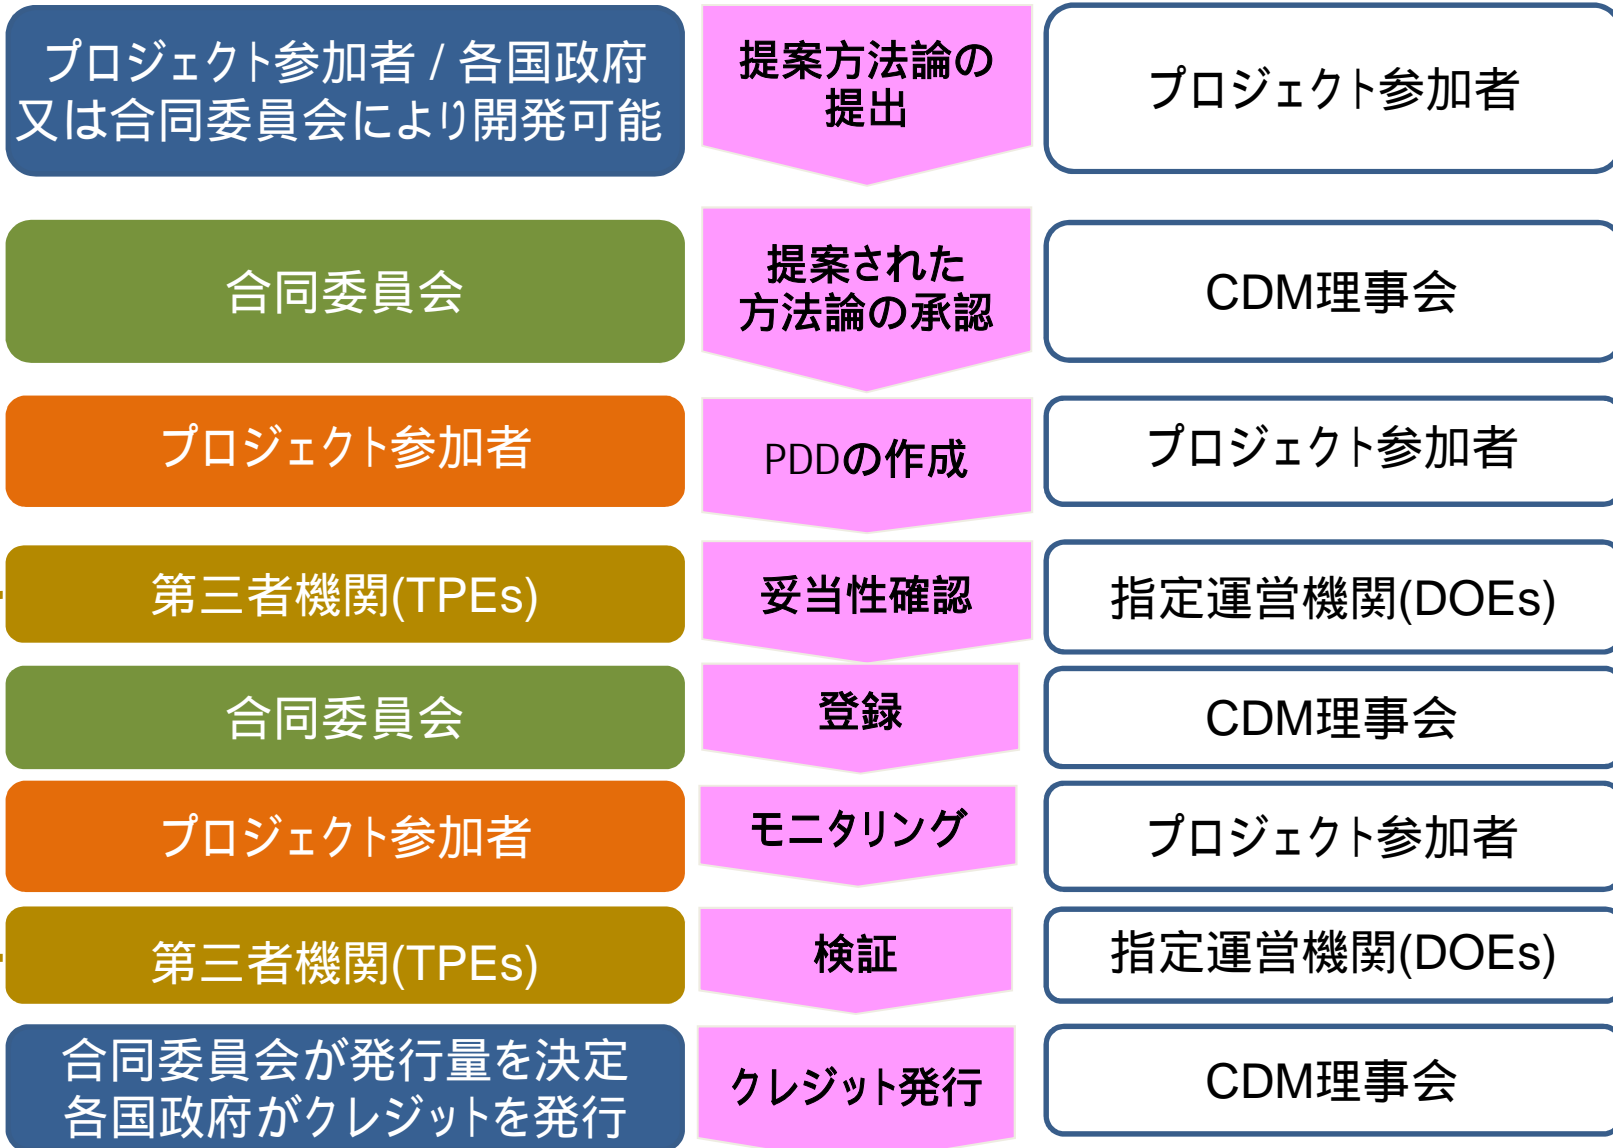 プロジェクト参加者 / 各国政府
又は合同委員会により開発可能
提案方法論の
提出
プロジェクト参加者
合同委員会
提案された
方法論の承認
CDM理事会
プロジェクト参加者
PDDの作成
プロジェクト参加者
第三者機関(TPEs)
妥当性確認
指定運営機関(DOEs)
合同委員会
登録
CDM理事会
プロジェクト参加者
モニタリング
プロジェクト参加者
第三者機関(TPEs)
検証
指定運営機関(DOEs)
合同委員会が発行量を決定
各国政府がクレジットを発行
クレジット発行
CDM理事会